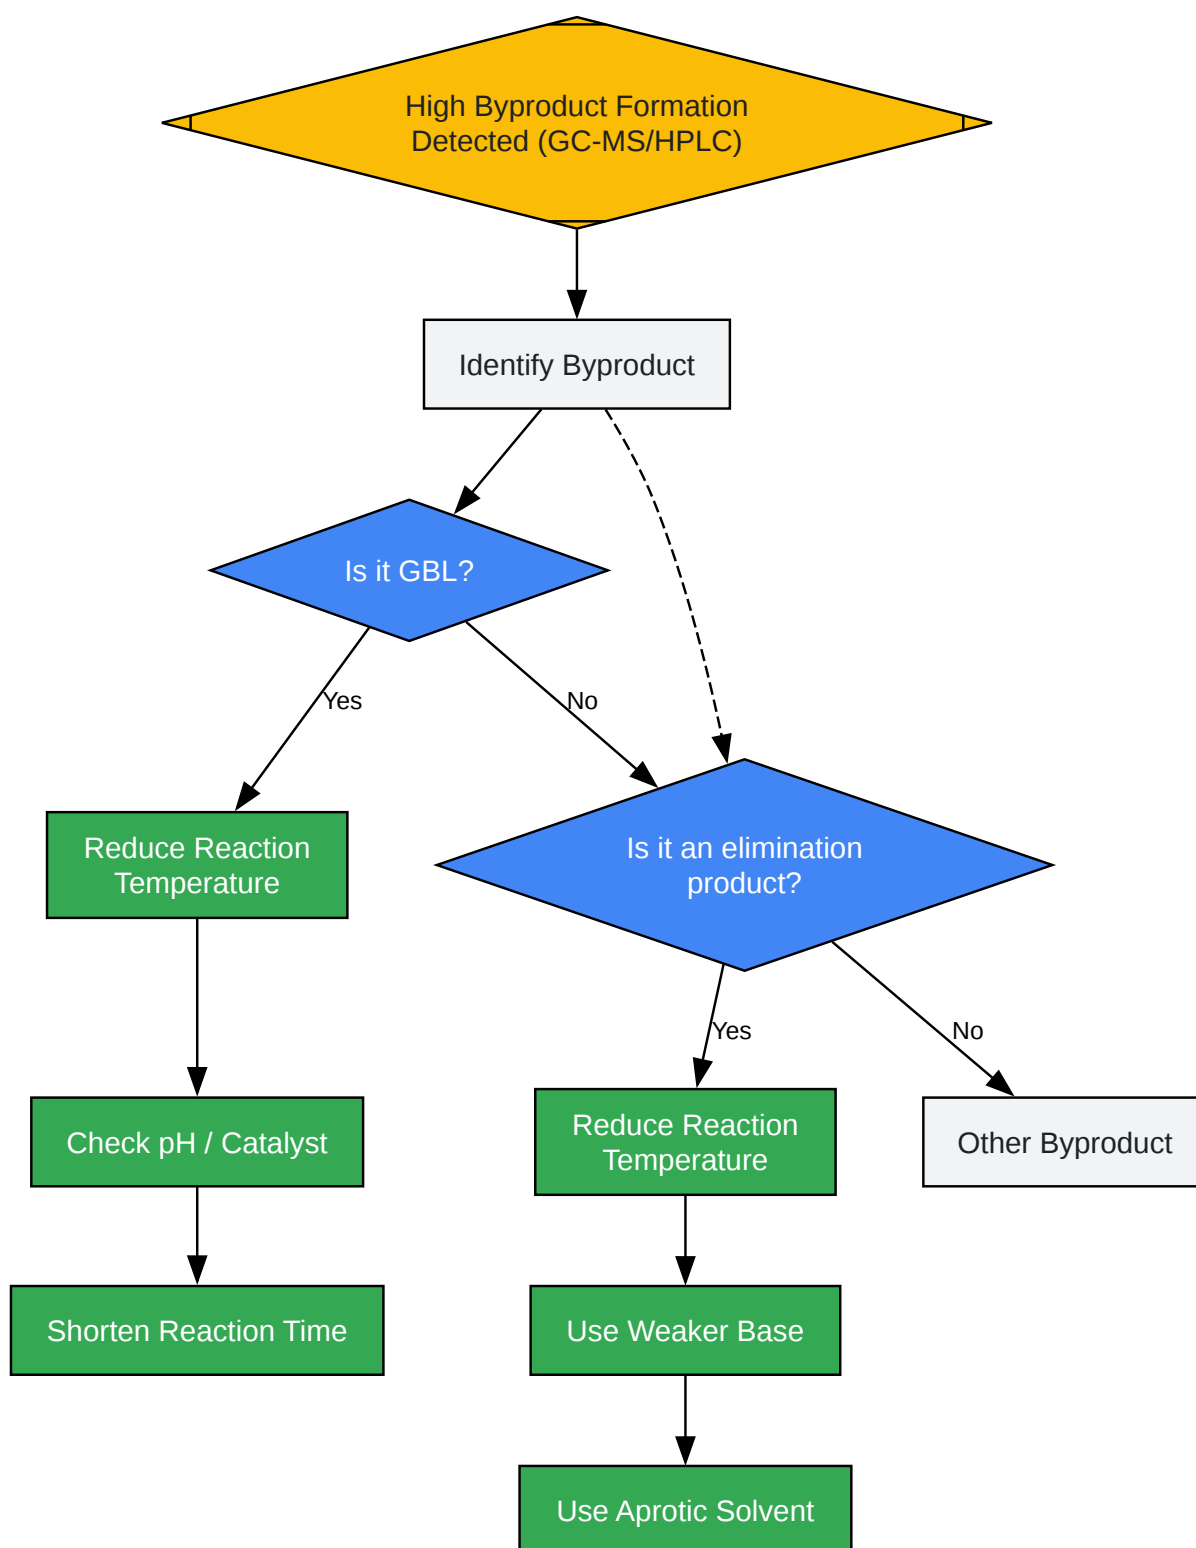 High Byproduct Formation
Detected (GC-MS/HPLC)
Identify Byproduct
Is it GBL?
Yes
No
Reduce Reaction
Temperature
Is it an elimination
product?
Yes
No
Check pH / Catalyst
Reduce Reaction
Temperature
Other Byproduct
Shorten Reaction Time
Use Weaker Base
Use Aprotic Solvent